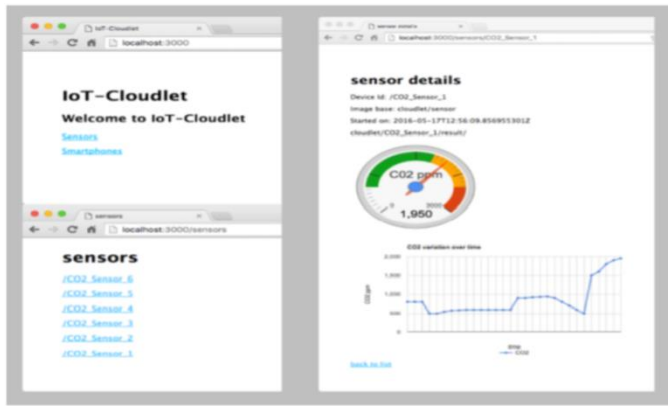 IoT-Cloudlet
localhost:3000
IoT-Cloudlet
Welcome to IoT-Cloudlet
Sensors
Smartphones
sensors
localhost:3000/sensors
sensors
/CO2_Sensor_6
/CO2_Sensor_5
/CO2_Sensor_4
/CO2_Sensor_3
/CO2_Sensor_2
/CO2_Sensor_1
sensor details
localhost:3000/sensors/CO2_Sensor_1
sensor details
Device Id: /CO2_Sensor_1
Image base: cloudlet/sensor
Started on: 2016-05-17T12:56:09.856955301Z
cloudlet/CO2_Sensor_1/result/
C02 ppm
0
3000
1,950
CO2 variation over time
2,000
1,500
1,000
500
0
CO2 ppm
time
CO2
back to list